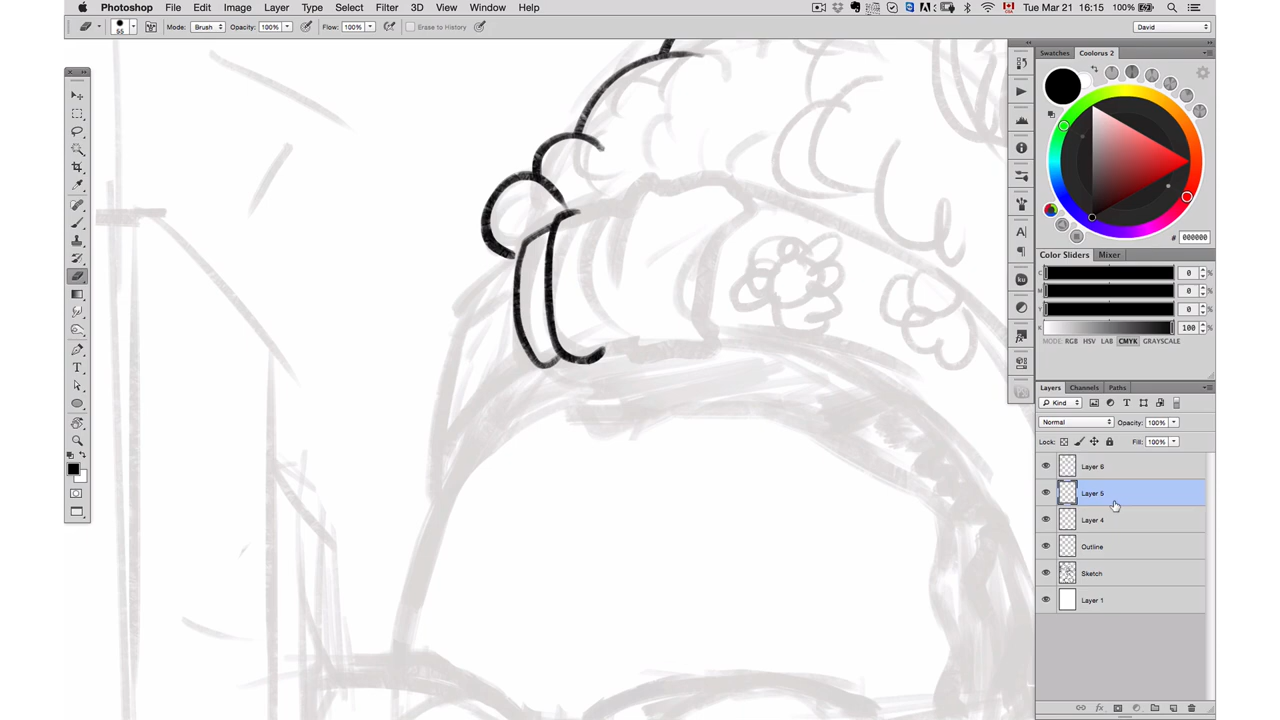 Photoshop File Edit Image Layer Type Select Filter 3D View Window Help Tue Mar 21 16:15 100%
55 Mode: Brush Opacity: 100% Flow: 100% Erase to History David
Swatches Coolorus 2
# 000000
Color Sliders Mixer
C 0 %
M 0 %
Y 0 %
K 100 %
MODE: RGB HSV LAB CMYK GRAYSCALE
Layers Channels Paths
Kind
Normal Opacity: 100%
Lock: Fill: 100%
Layer 6
Layer 5
Layer 4
Outline
Sketch
Layer 1